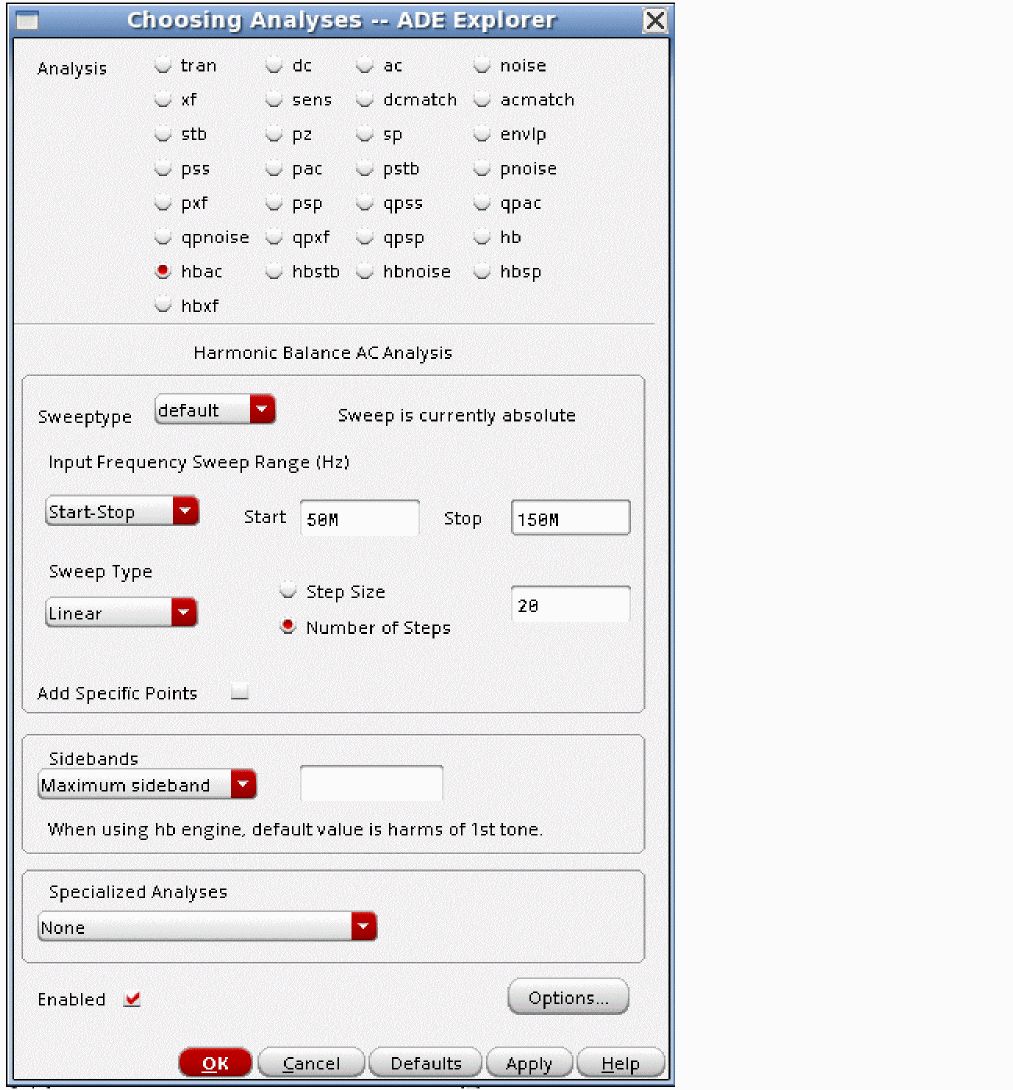 Choosing Analyses -- ADE Explorer
Analysis tran dc ac noise
xf sens dcmatch acmatch
stb pz sp envlp
pss pac pstb pnoise
pxf psp qpss qpac
qpnoise qpxf qpsp hb
hbac hbstb hbnoise hbsp
hbxf
Harmonic Balance AC Analysis
Sweeptype default Sweep is currently absolute
Input Frequency Sweep Range (Hz)
Start-Stop Start 50M Stop 150M
Sweep Type
Step Size
Linear 20
Number of Steps
Add Specific Points
Sidebands
Maximum sideband
When using hb engine, default value is harms of 1st tone.
Specialized Analyses
None
Enabled Options...
OK Cancel Defaults Apply Help